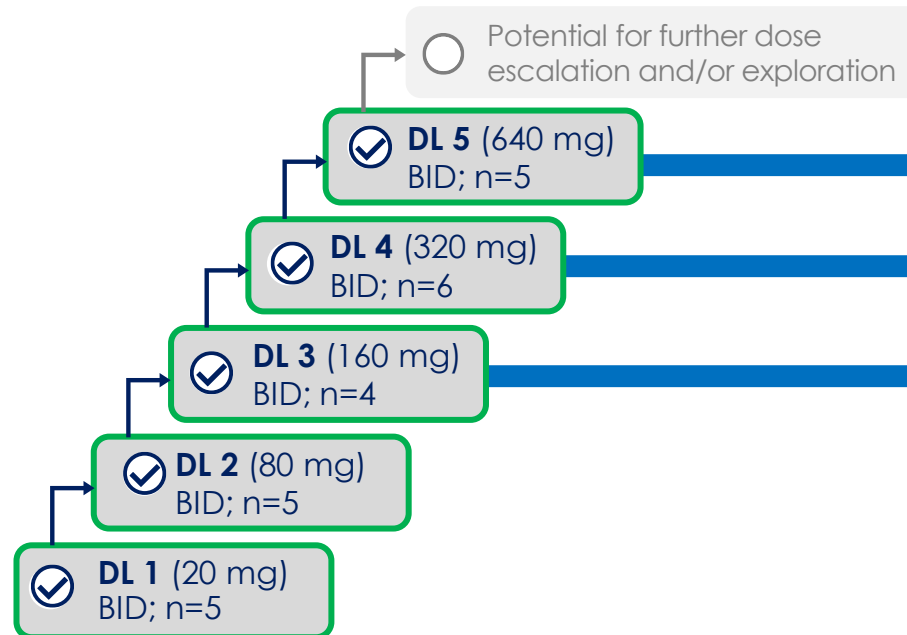 Potential for further dose
escalation and/or exploration
DL 5 (640 mg)
BID; n=5
DL 4 (320 mg)
BID; n=6
DL 3 (160 mg)
BID; n=4
DL 2 (80 mg)
BID; n=5
DL 1 (20 mg)
BID; n=5